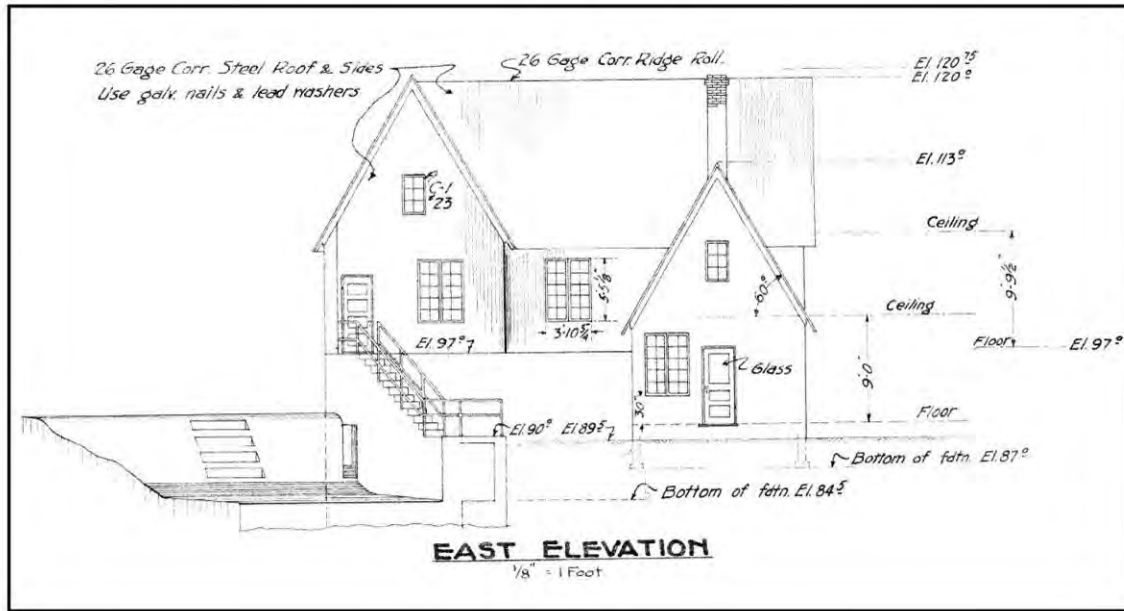 26 Gage Corr. Steel Roof & Sides
Use galv. nails & lead washers
26 Gage Corr. Ridge Roll.
El. 120.75
El. 120.0
El. 113.0
C-1
23
Ceiling
9'-9½"
5'-5⅛"
60°
3'-10¾
Ceiling
El. 97.0
Floor
El. 97.0
Glass
9'-0"
30"
Floor
El. 90.0
El. 89.5
Bottom of fdtn. El. 87.0
Bottom of fdtn. El. 84.5
EAST ELEVATION
1/8" = 1 Foot